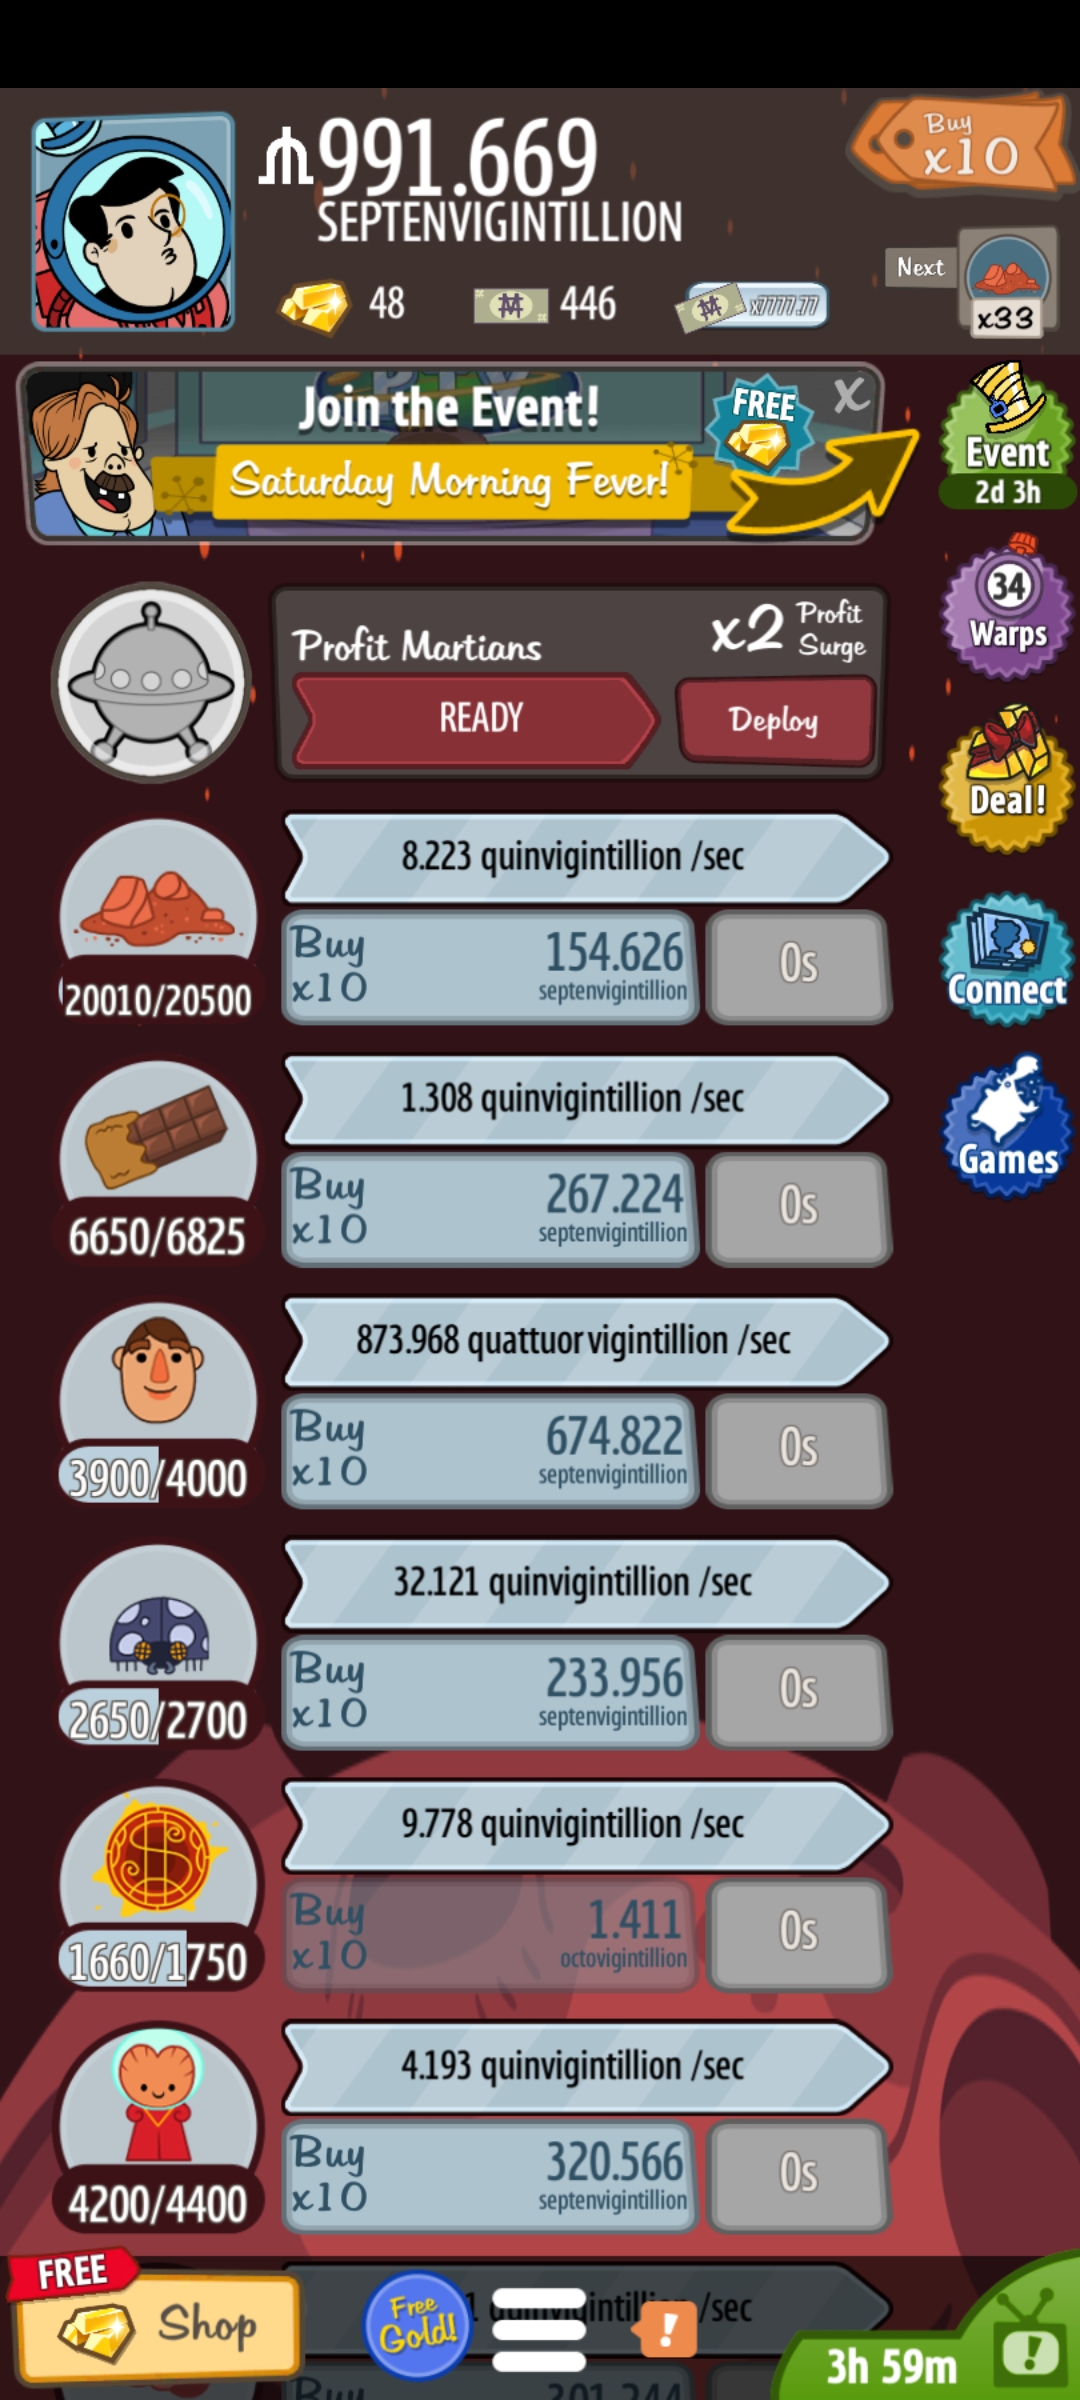 991.669
SEPTENVIGINTILLION
Buy
x10
48
446
x7777.77
Next
x33
Join the Event!
FREE
X
Saturday Morning Fever!
Event
2d 3h
34
Warps
Profit Martians
x2 Profit
Surge
READY
Deploy
Deal!
8.223 quinvigintillion /sec
Buy
x10
154.626
septenvigintillion
0s
20010/20500
Connect
1.308 quinvigintillion /sec
Buy
x10
267.224
septenvigintillion
0s
6650/6825
Games
873.968 quattuorvigintillion /sec
Buy
x10
674.822
septenvigintillion
0s
3900/4000
32.121 quinvigintillion /sec
Buy
x10
233.956
septenvigintillion
0s
2650/2700
9.778 quinvigintillion /sec
Buy
x10
1.411
octovigintillion
0s
1660/1750
4.193 quinvigintillion /sec
Buy
x10
320.566
septenvigintillion
0s
4200/4400
FREE
Shop
Free
Gold!
/sec
3h 59m
Buy
301.244